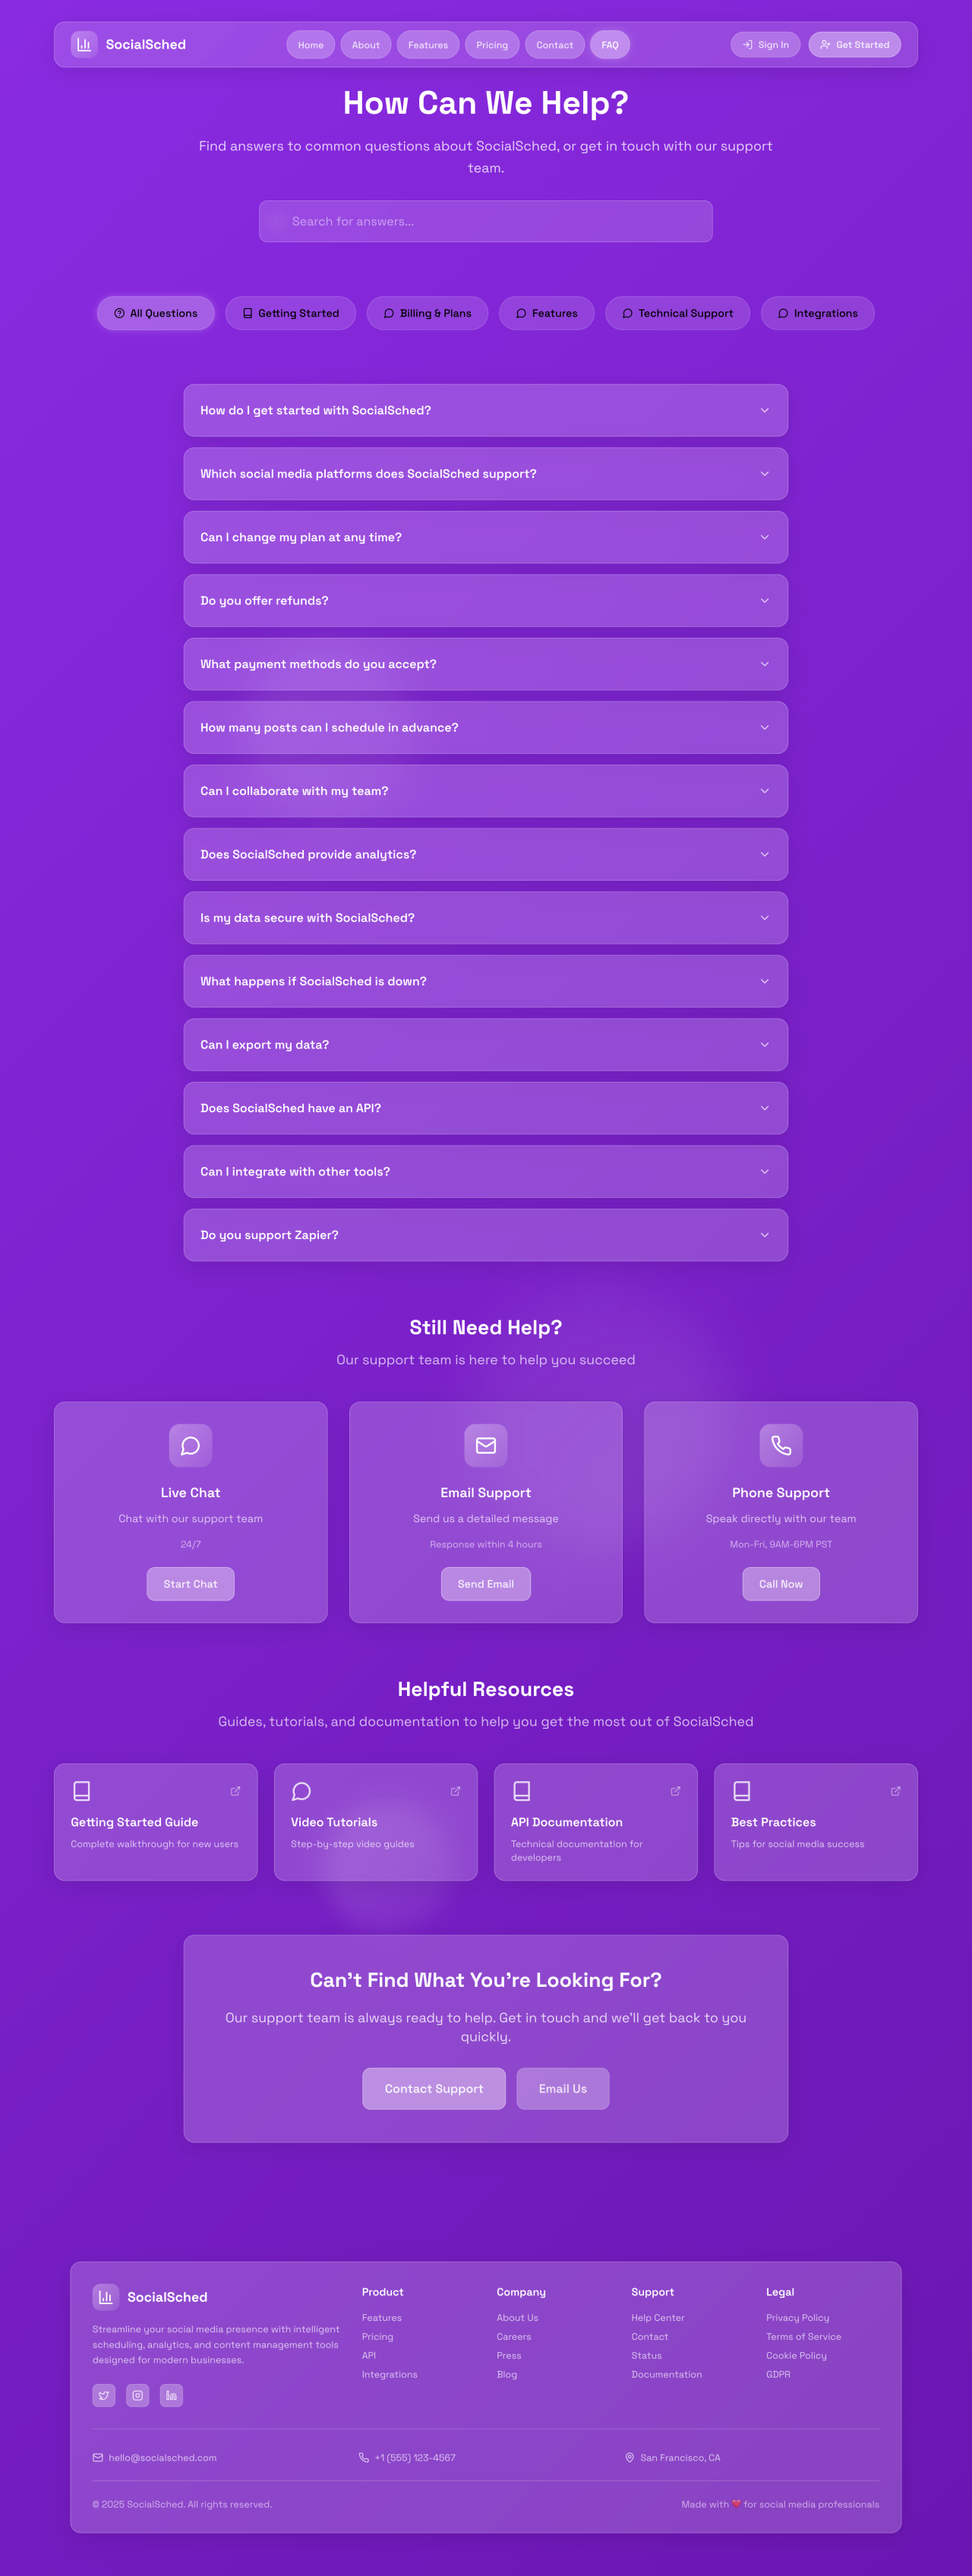 SocialSched
Home
About
Features
Pricing
Contact
FAQ
Sign In
Get Started
How Can We Help?
Find answers to common questions about SocialSched, or get in touch with our support
team.
Search for answers...
All Questions
Getting Started
Billing & Plans
Features
Technical Support
Integrations
How do I get started with SocialSched?
Which social media platforms does SocialSched support?
Can I change my plan at any time?
Do you offer refunds?
What payment methods do you accept?
How many posts can I schedule in advance?
Can I collaborate with my team?
Does SocialSched provide analytics?
Is my data secure with SocialSched?
What happens if SocialSched is down?
Can I export my data?
Does SocialSched have an API?
Can I integrate with other tools?
Do you support Zapier?
Still Need Help?
Our support team is here to help you succeed
Live Chat
Chat with our support team
24/7
Start Chat
Email Support
Send us a detailed message
Response within 4 hours
Send Email
Phone Support
Speak directly with our team
Mon-Fri, 9AM-6PM PST
Call Now
Helpful Resources
Guides, tutorials, and documentation to help you get the most out of SocialSched
Getting Started Guide
Complete walkthrough for new users
Video Tutorials
Step-by-step video guides
API Documentation
Technical documentation for
developers
Best Practices
Tips for social media success
Can't Find What You're Looking For?
Our support team is always ready to help. Get in touch and we'll get back to you
quickly.
Contact Support
Email Us
SocialSched
Streamline your social media presence with intelligent
scheduling, analytics, and content management tools
designed for modern businesses.
Product
Features
Pricing
API
Integrations
Company
About Us
Careers
Press
Blog
Support
Help Center
Contact
Status
Documentation
Legal
Privacy Policy
Terms of Service
Cookie Policy
GDPR
hello@socialsched.com
+1 (555) 123-4567
San Francisco, CA
© 2025 SocialSched. All rights reserved.
Made with ❤️ for social media professionals